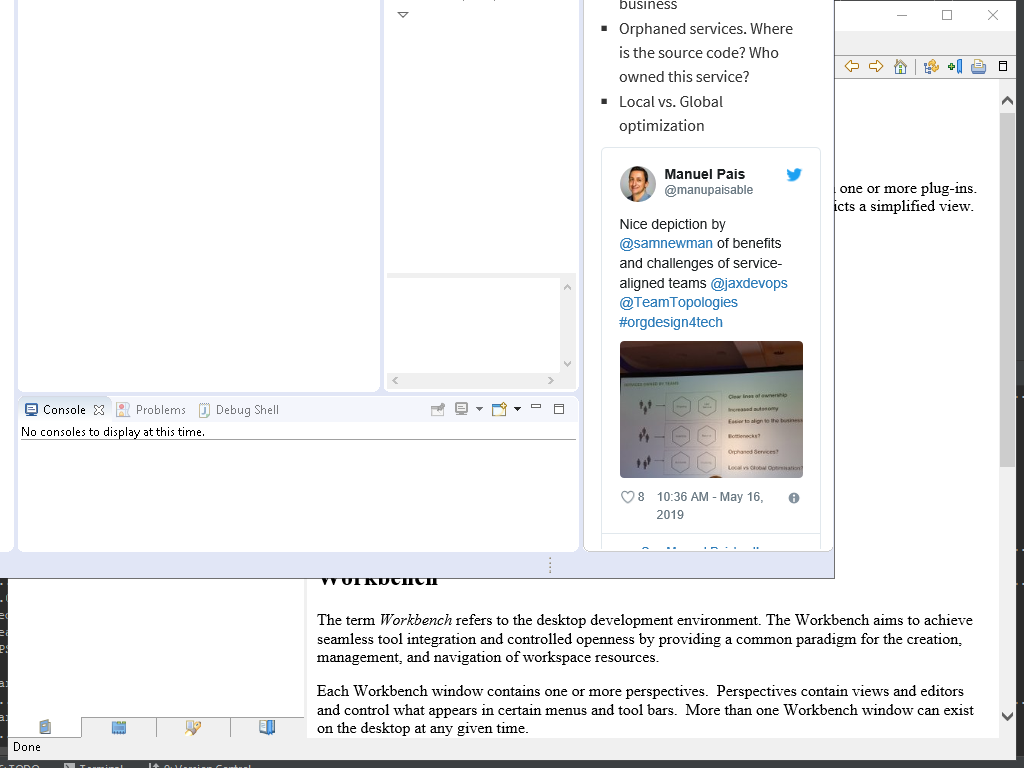 business
Orphaned services. Where
is the source code? Who
owned this service?
Local vs. Global
optimization
Manuel Pais
@manupaisable
Nice depiction by
@samnewman of benefits
and challenges of service-
aligned teams @jaxdevops
@TeamTopologies
#orgdesign4tech
Clear lines of ownership
Increased autonomy
Easier to align to the business
Bottlenecks?
Orphaned Services?
Local vs Global Optimization?
8 10:36 AM - May 16,
2019
one or more plug-ins.
icts a simplified view.
Console Problems Debug Shell
No consoles to display at this time.
Workbench
The term Workbench refers to the desktop development environment. The Workbench aims to achieve
seamless tool integration and controlled openness by providing a common paradigm for the creation,
management, and navigation of workspace resources.
Each Workbench window contains one or more perspectives. Perspectives contain views and editors
and control what appears in certain menus and tool bars. More than one Workbench window can exist
on the desktop at any given time.
Done
TODO Terminal 9: Version Control